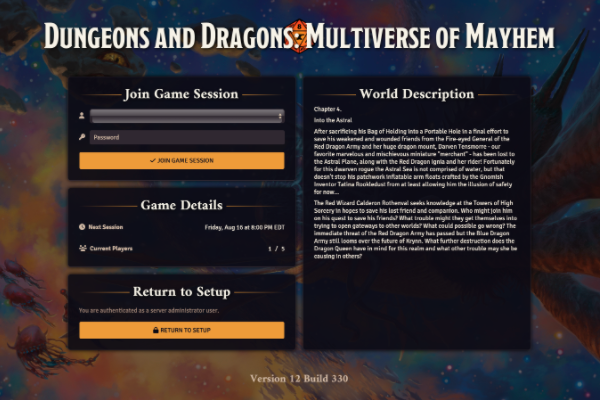 Dungeons and Dragons: Multiverse of Mayhem
Join Game Session
Password
JOIN GAME SESSION
Game Details
Next Session
Friday, Aug 16 at 8:00 PM EDT
Current Players
1 / 5
Return to Setup
You are authenticated as a server administrator user.
RETURN TO SETUP
World Description
Chapter 4.
Into the Astral
After sacrificing his Bag of Holding into a Portable Hole in a final effort to
save his weakened and wounded friends from the Fire-eyed General of the
Red Dragon Army and her huge dragon mount, Darren Tensmorre - our
favorite marvelous and mischievous miniature "merchant" - has been lost to
the Astral Plane, along with the Red Dragon Ignia and her rider! Fortunately
for this dwarven rogue the Astral Sea is not comprised of water, but that
doesn't stop his patchwork inflatable arm floats crafted by the Gnomish
Inventor Tatina Rookledust from at least allowing him the illusion of safety
for now...
The Red Wizard Calderon Rothenval seeks knowledge at the Towers of High
Sorcery in hopes to save his lost friend and companion. Who might join him
on his quest to save his friends? What trouble might they get themselves into
trying to open gateways to other worlds? What could possibly go wrong? The
immediate threat of the Red Dragon Army has passed but the Blue Dragon
Army still looms over the future of Krynn. What further destruction does the
Dragon Queen have in mind for this realm and what other trouble may she be
causing in others?
Version 12 Build 330